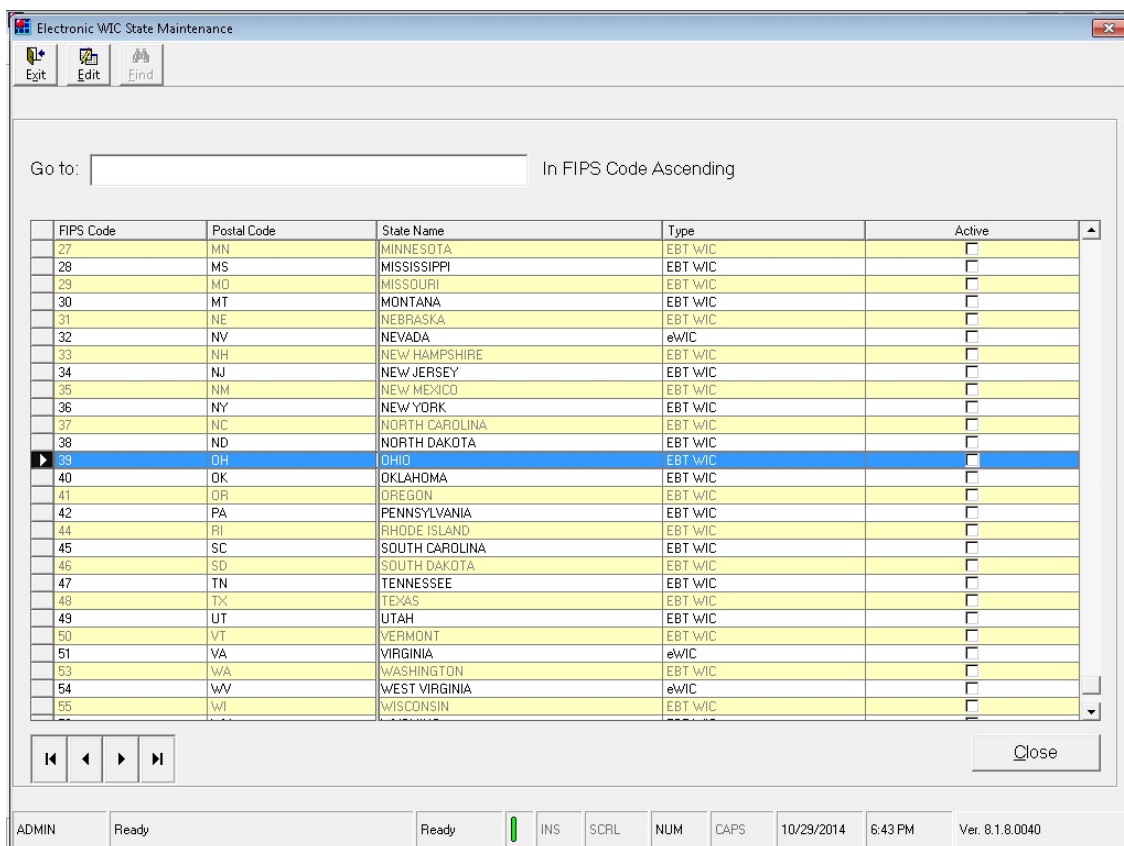 Electronic WIC State Maintenance
Exit Edit Find
Go to: In FIPS Code Ascending
FIPS Code Postal Code State Name Type Active
27 MN MINNESOTA EBT WIC
28 MS MISSISSIPPI EBT WIC
29 MO MISSOURI EBT WIC
30 MT MONTANA EBT WIC
31 NE NEBRASKA EBT WIC
32 NV NEVADA eWIC
33 NH NEW HAMPSHIRE EBT WIC
34 NJ NEW JERSEY EBT WIC
35 NM NEW MEXICO EBT WIC
36 NY NEW YORK EBT WIC
37 NC NORTH CAROLINA EBT WIC
38 ND NORTH DAKOTA EBT WIC
39 OH OHIO EBT WIC
40 OK OKLAHOMA EBT WIC
41 OR OREGON EBT WIC
42 PA PENNSYLVANIA EBT WIC
44 RI RHODE ISLAND EBT WIC
45 SC SOUTH CAROLINA EBT WIC
46 SD SOUTH DAKOTA EBT WIC
47 TN TENNESSEE EBT WIC
48 TX TEXAS EBT WIC
49 UT UTAH EBT WIC
50 VT VERMONT EBT WIC
51 VA VIRGINIA eWIC
53 WA WASHINGTON EBT WIC
54 WV WEST VIRGINIA eWIC
55 WI WISCONSIN EBT WIC
Close
ADMIN Ready Ready INS SCRL NUM CAPS 10/29/2014 6:43 PM Ver. 8.1.8.0040